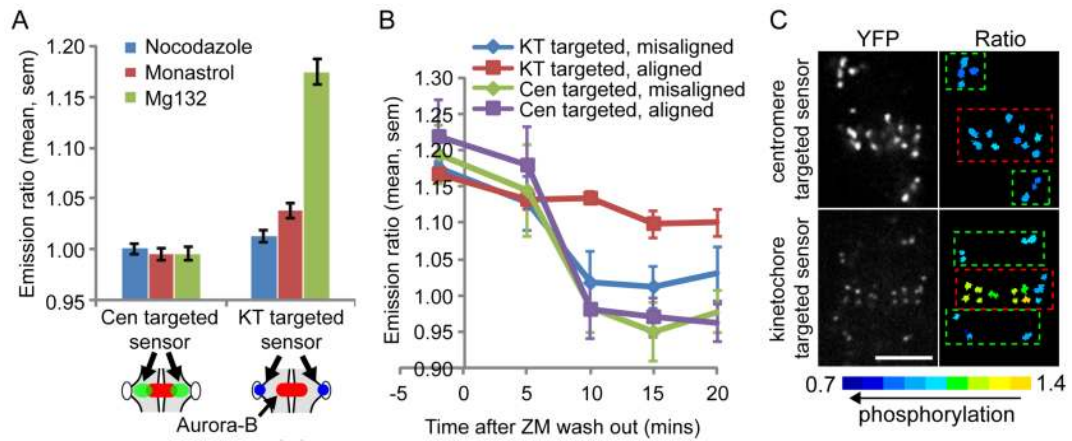 A
Emission ratio (mean, sem)
1.20
1.15
1.10
1.05
1.00
0.95
Nocodazole
Monastrol
Mg132
Cen targeted
sensor
KT targeted
sensor
Aurora-B
B
Emission ratio (mean, sem)
KT targeted, misaligned
KT targeted, aligned
Cen targeted, misaligned
Cen targeted, aligned
1.30
1.25
1.20
1.15
1.10
1.05
1.00
0.95
0.90
-5
0
5
10
15
20
Time after ZM wash out (mins)
C
YFP
Ratio
centromere
targeted sensor
kinetochore
targeted sensor
0.7
1.4
phosphorylation